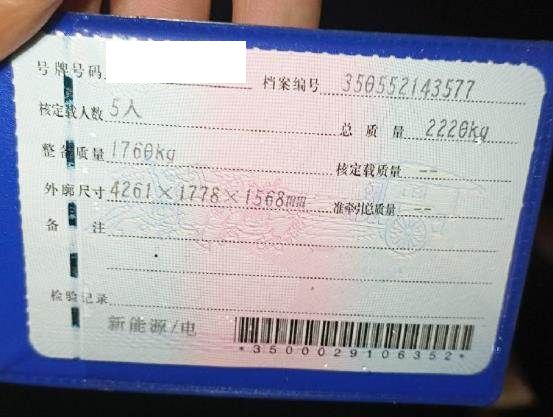 号牌号码 档案编号 350552143577
核定载人数 5人 总质量 2220kg
整备质量 1760kg 核定载质量 --
外廓尺寸 4261×1778×1568mm 准牵引总质量 --
备注
检验记录
新能源/电
*3500029106352*